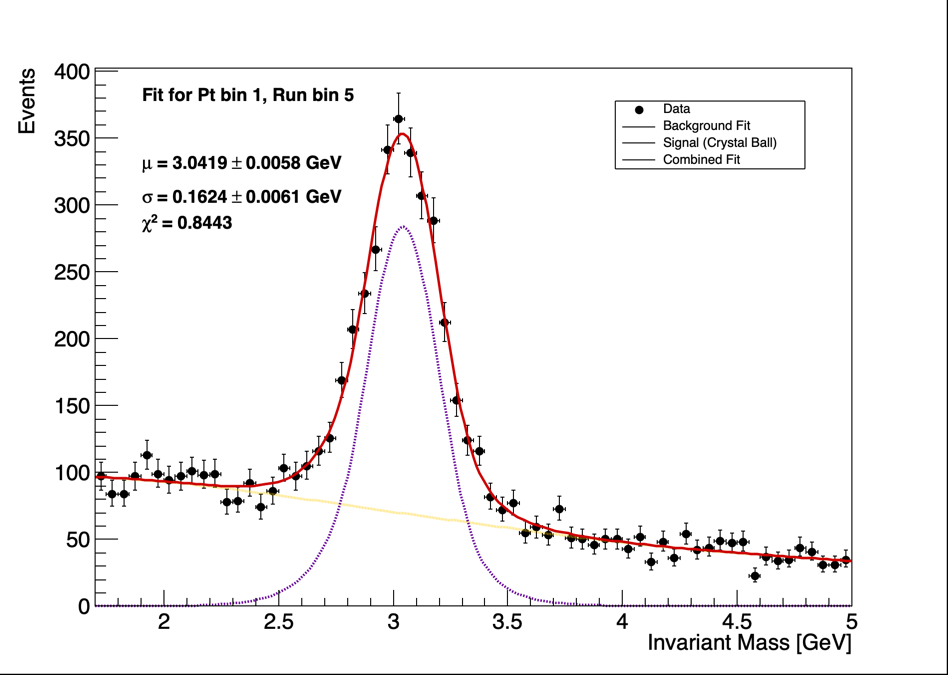 400
Events
Fit for Pt bin 1, Run bin 5
Data
Background Fit
Signal (Crystal Ball)
Combined Fit
350
μ = 3.0419 ± 0.0058 GeV
σ = 0.1624 ± 0.0061 GeV
χ² = 0.8443
300
250
200
150
100
50
0
2 2.5 3 3.5 4 4.5 5
Invariant Mass [GeV]